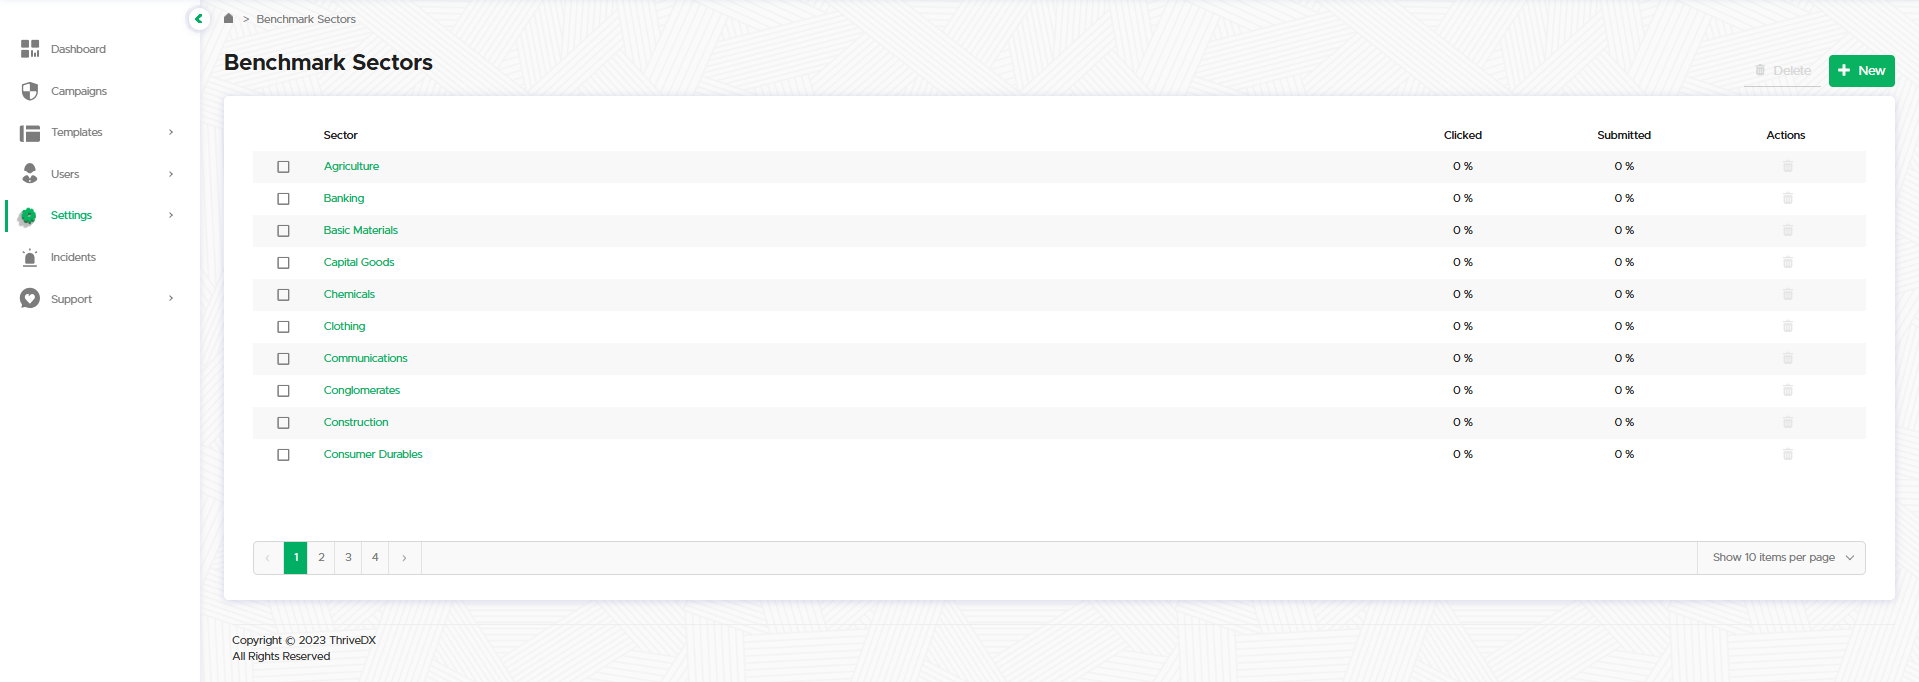 > Benchmark Sectors
Dashboard
Campaigns
Templates
Users
Settings
Incidents
Support
Benchmark Sectors
Delete
+ New
Sector Clicked Submitted Actions
Agriculture 0 % 0 %
Banking 0 % 0 %
Basic Materials 0 % 0 %
Capital Goods 0 % 0 %
Chemicals 0 % 0 %
Clothing 0 % 0 %
Communications 0 % 0 %
Conglomerates 0 % 0 %
Construction 0 % 0 %
Consumer Durables 0 % 0 %
‹ 1 2 3 4 › Show 10 items per page
Copyright © 2023 ThriveDX
All Rights Reserved